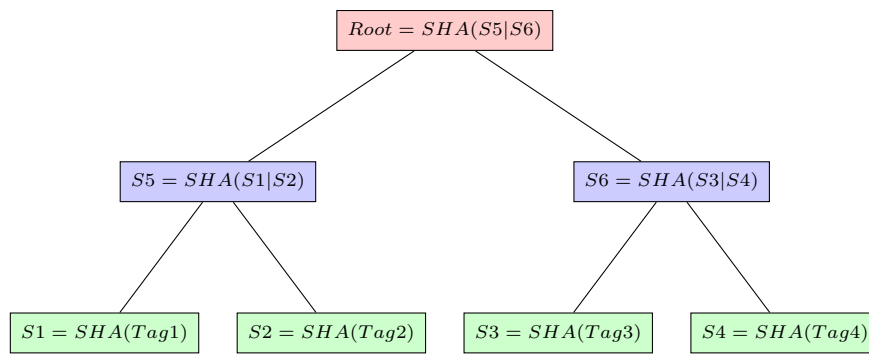 Root = SHA(S5|S6)
S5 = SHA(S1|S2)
S6 = SHA(S3|S4)
S1 = SHA(Tag1)
S2 = SHA(Tag2)
S3 = SHA(Tag3)
S4 = SHA(Tag4)